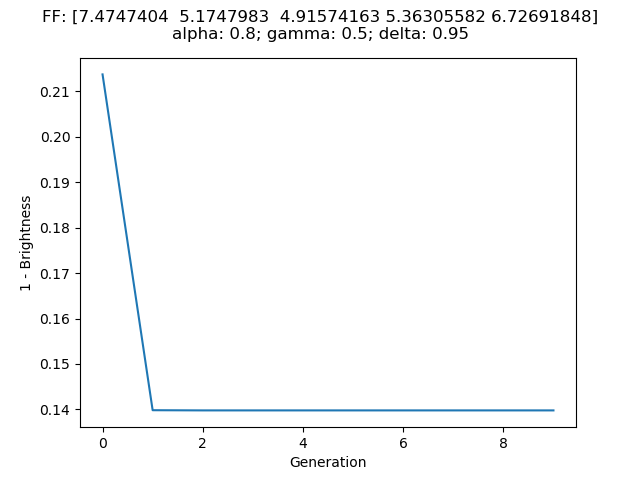 FF: [7.4747404  5.1747983  4.91574163 5.36305582 6.72691848]
alpha: 0.8; gamma: 0.5; delta: 0.95
0.21
0.20
0.19
0.18
0.17
0.16
0.15
0.14
1 - Brightness
0 2 4 6 8
Generation